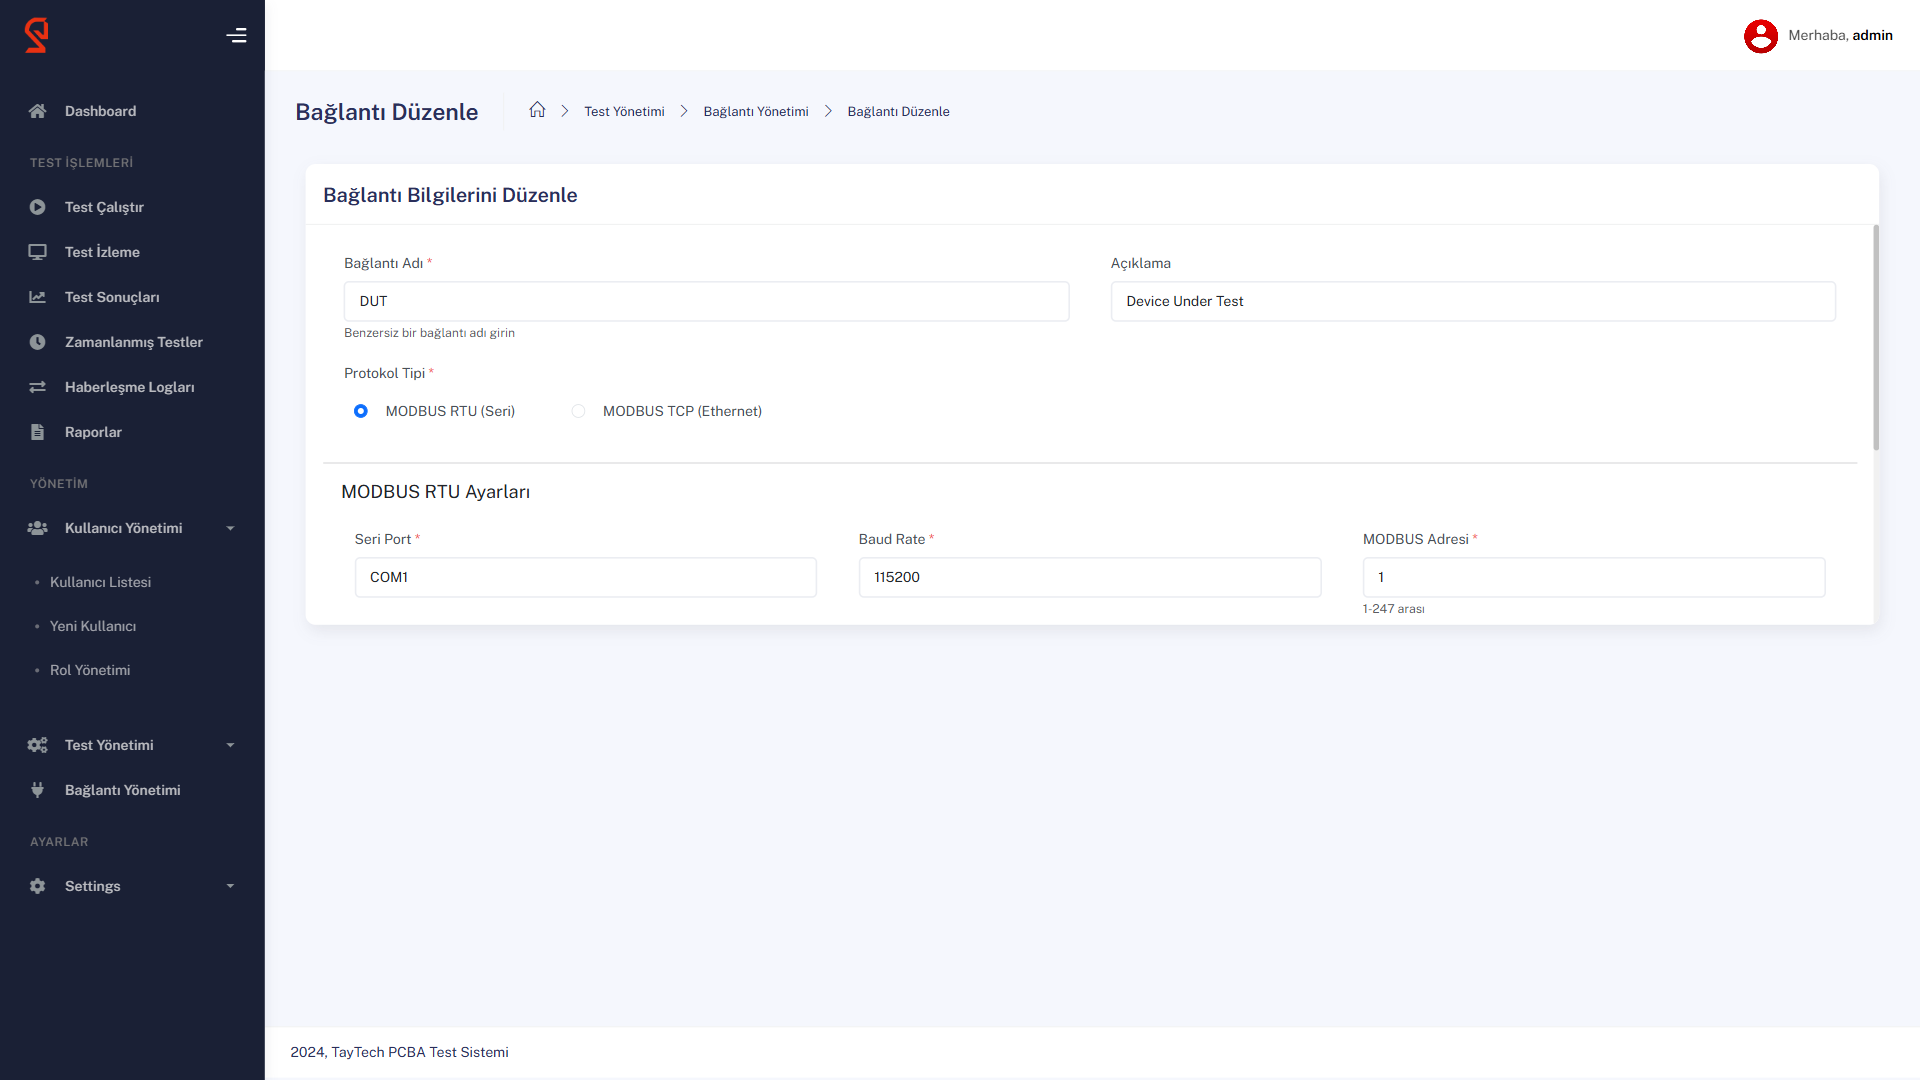 Merhaba, admin
Dashboard
TEST İŞLEMLERİ
Test Çalıştır
Test İzleme
Test Sonuçları
Zamanlanmış Testler
Haberleşme Logları
Raporlar
YÖNETİM
Kullanıcı Yönetimi
• Kullanıcı Listesi
• Yeni Kullanıcı
• Rol Yönetimi
Test Yönetimi
Bağlantı Yönetimi
AYARLAR
Settings
Bağlantı Düzenle
Test Yönetimi > Bağlantı Yönetimi > Bağlantı Düzenle
Bağlantı Bilgilerini Düzenle
Bağlantı Adı *
DUT
Benzersiz bir bağlantı adı girin
Açıklama
Device Under Test
Protokol Tipi *
MODBUS RTU (Seri)
MODBUS TCP (Ethernet)
MODBUS RTU Ayarları
Seri Port *
COM1
Baud Rate *
115200
MODBUS Adresi *
1
1-247 arası
2024, TayTech PCBA Test Sistemi